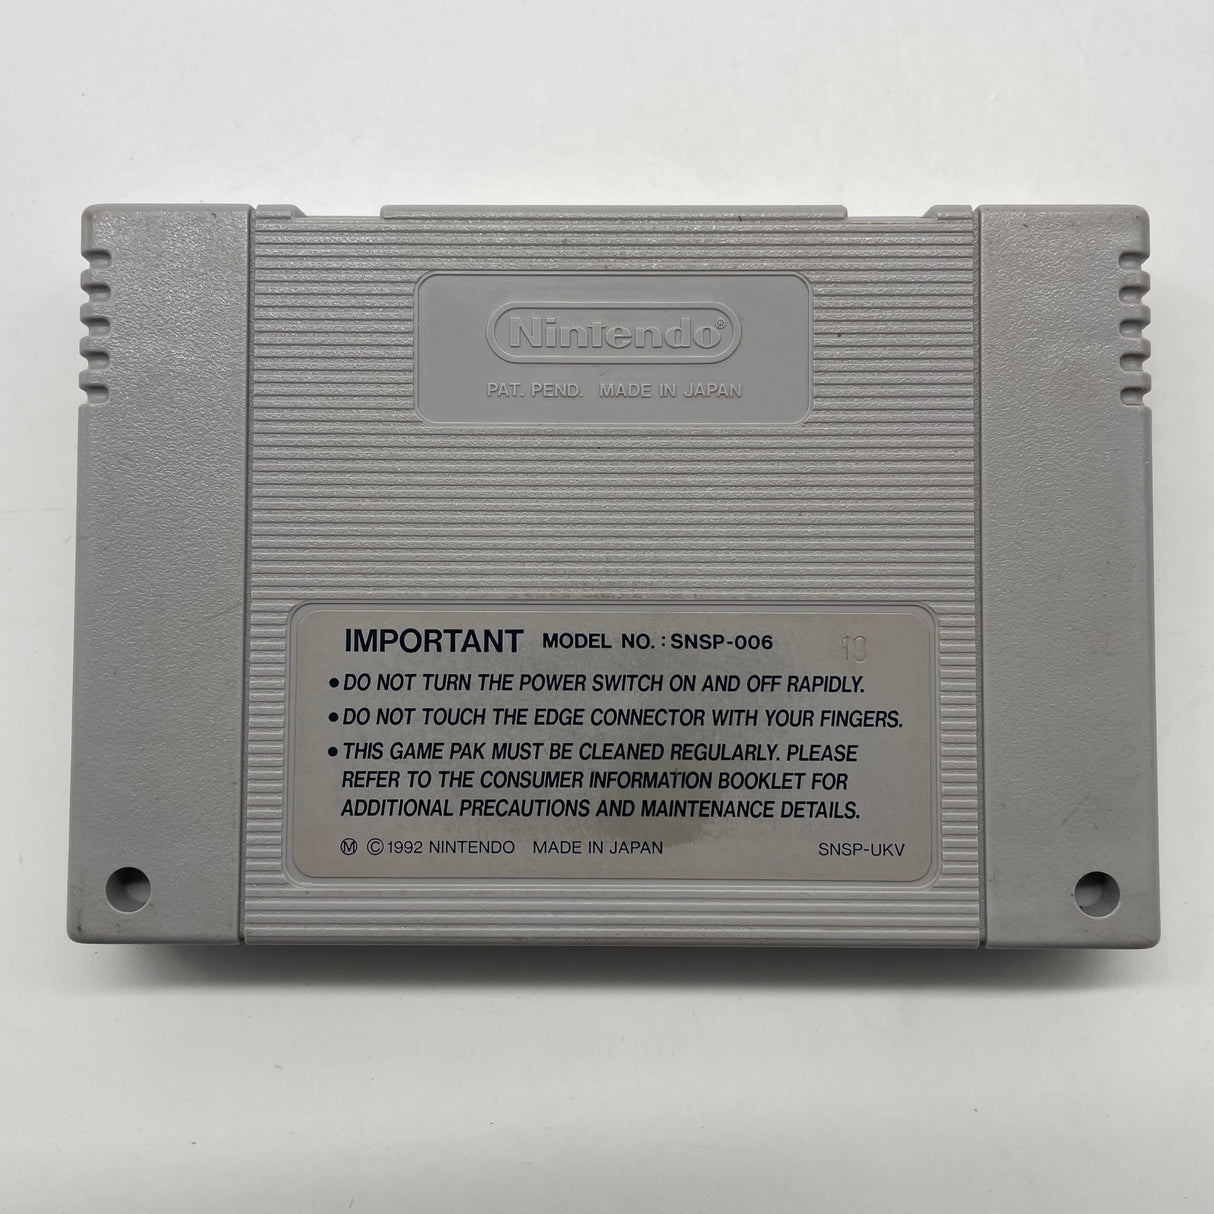 Nintendo®
PAT. PEND. MADE IN JAPAN
IMPORTANT MODEL NO. : SNSP-006
19
• DO NOT TURN THE POWER SWITCH ON AND OFF RAPIDLY.
• DO NOT TOUCH THE EDGE CONNECTOR WITH YOUR FINGERS.
• THIS GAME PAK MUST BE CLEANED REGULARLY. PLEASE
REFER TO THE CONSUMER INFORMATION BOOKLET FOR
ADDITIONAL PRECAUTIONS AND MAINTENANCE DETAILS.
Ⓜ © 1992 NINTENDO MADE IN JAPAN SNSP-UKV